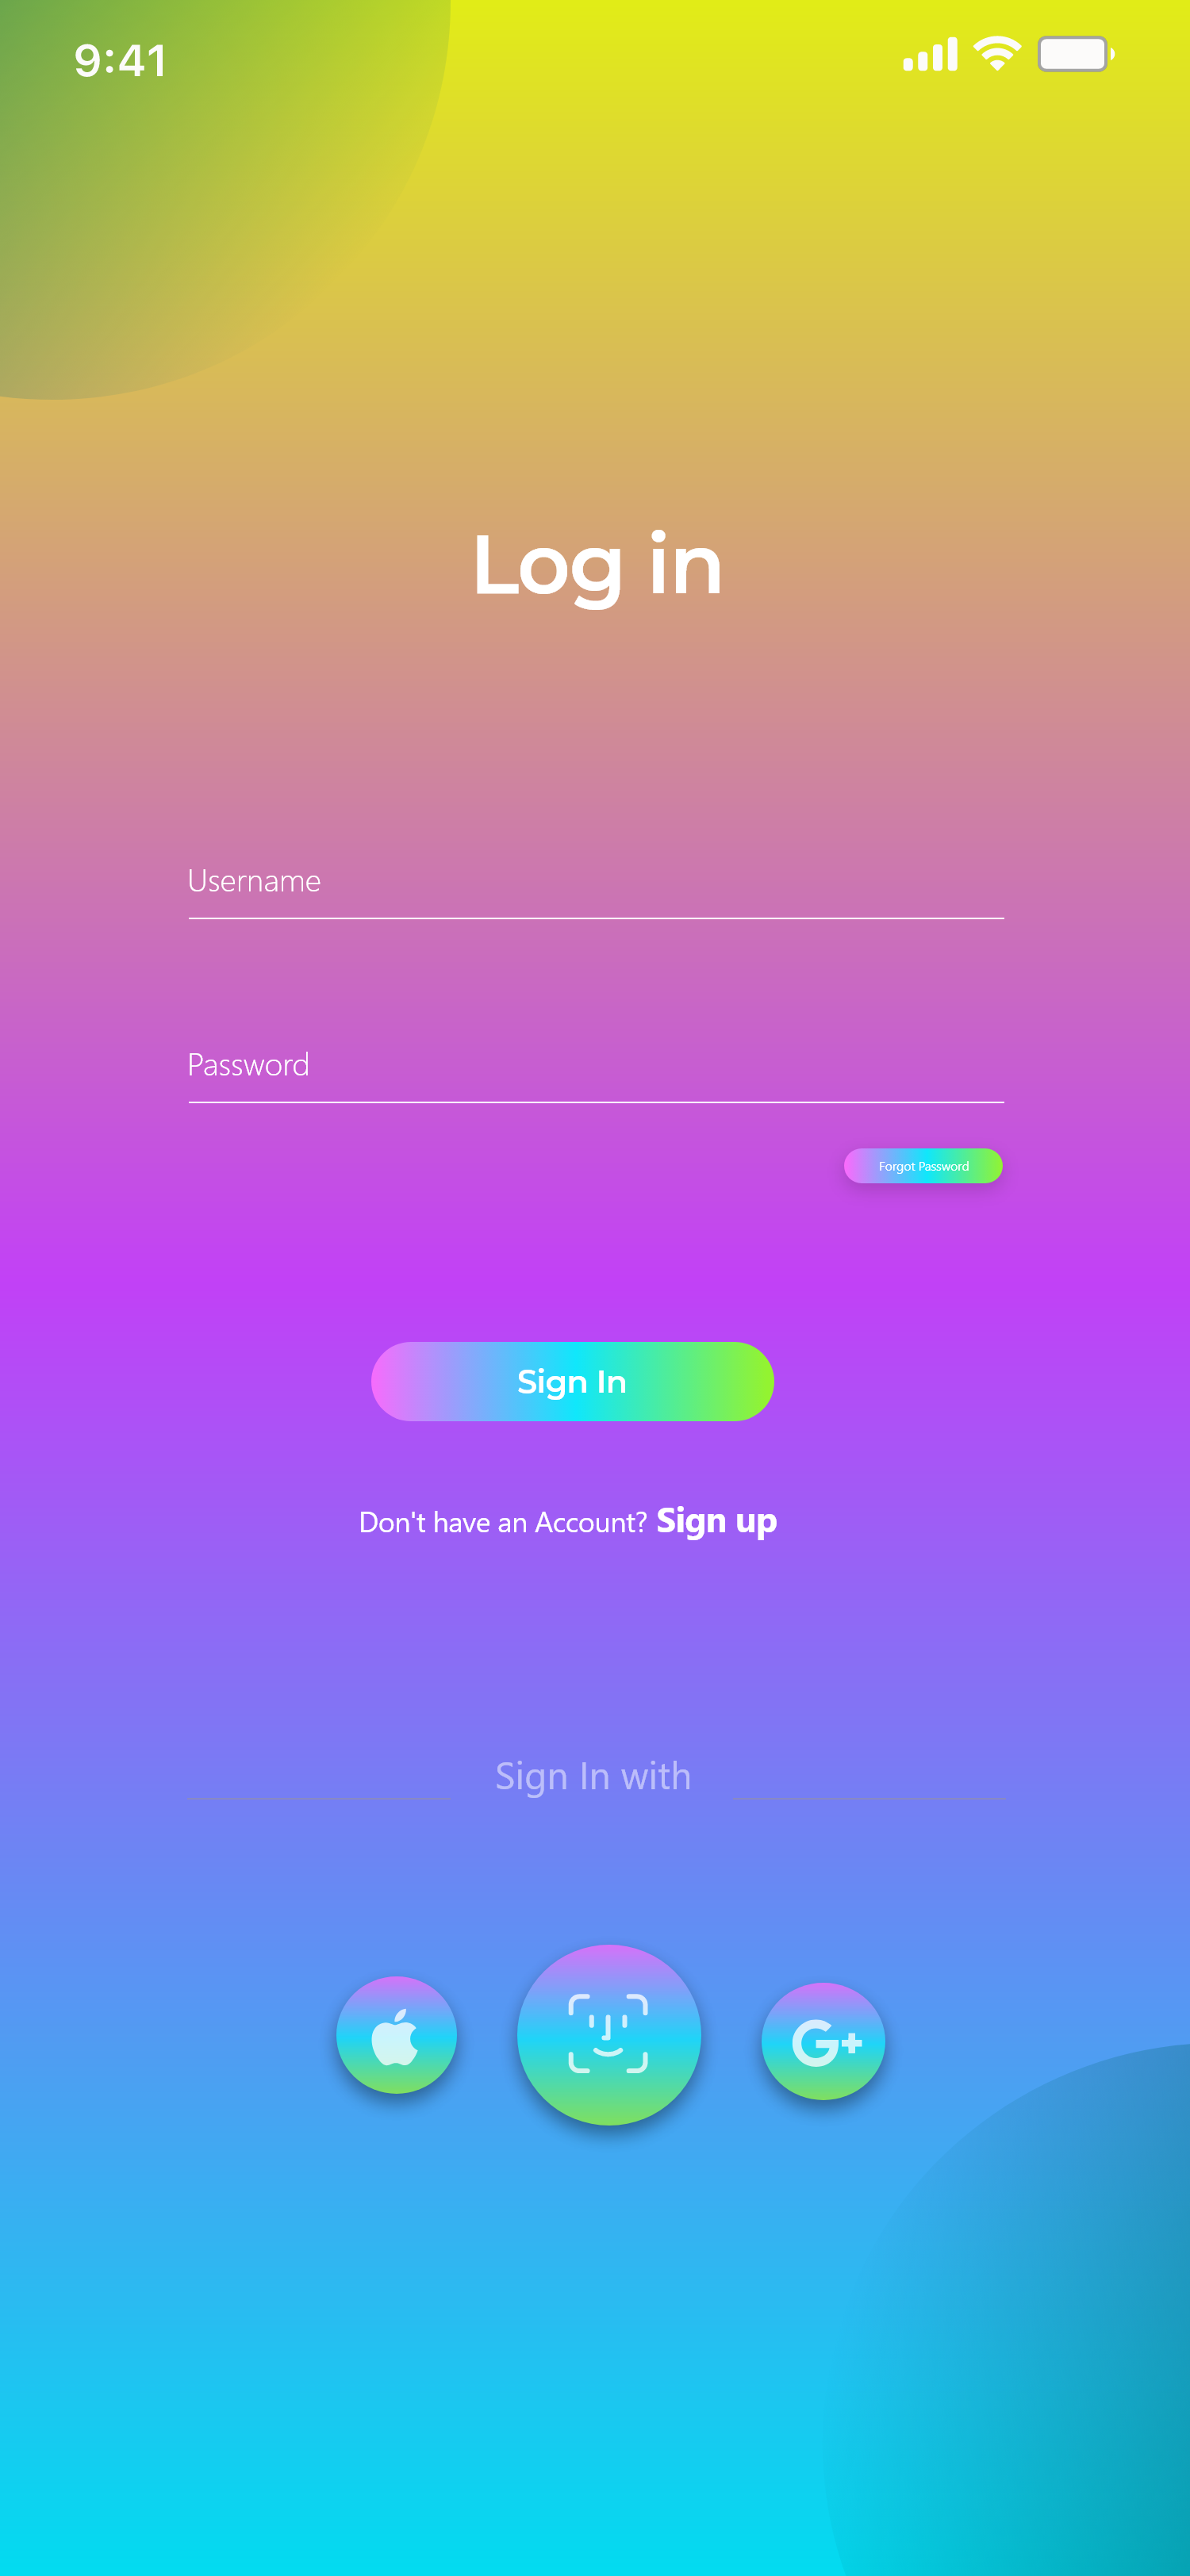 9:41
Log in
Username
Password
Forgot Password
Sign In
Don't have an Account? Sign up
Sign In with
G+